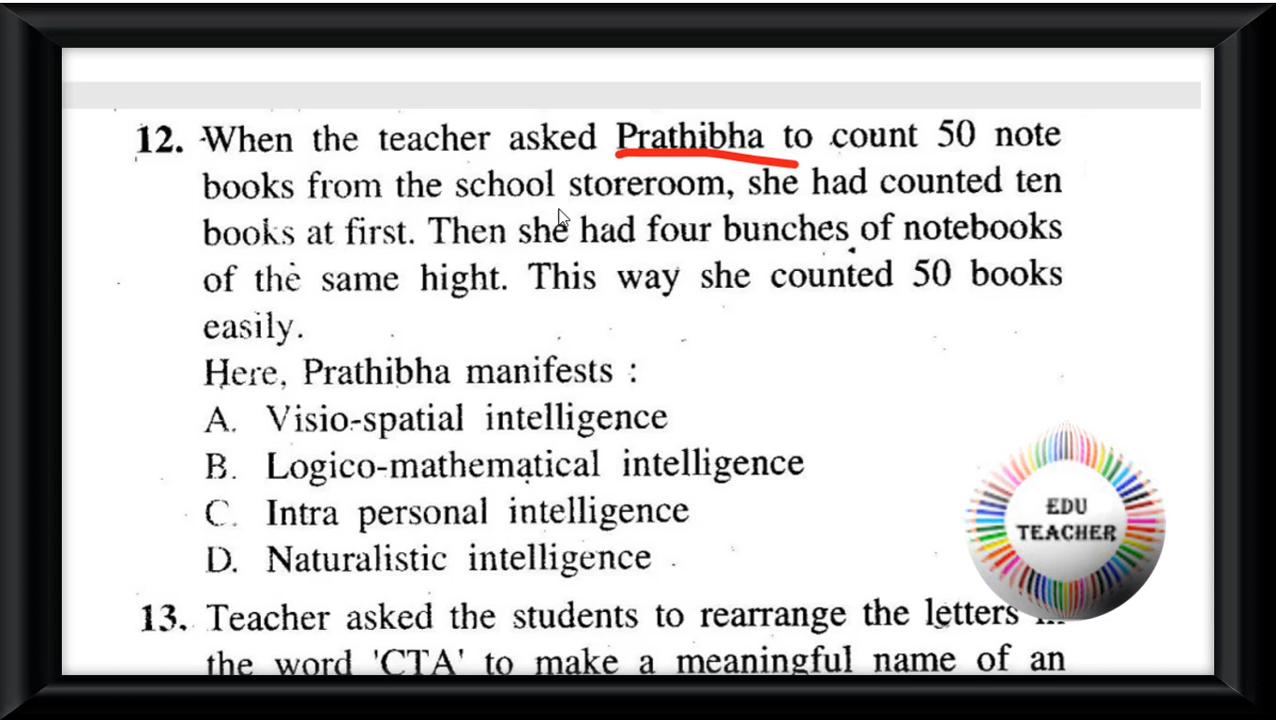 12. When the teacher asked Prathibha to count 50 note
books from the school storeroom, she had counted ten
books at first. Then she had four bunches of notebooks
of the same hight. This way she counted 50 books
easily.
Here, Prathibha manifests :
A. Visio-spatial intelligence
B. Logico-mathematical intelligence
C. Intra personal intelligence
D. Naturalistic intelligence
EDU
TEACHER
13. Teacher asked the students to rearrange the letters
the word 'CTA' to make a meaningful name of an